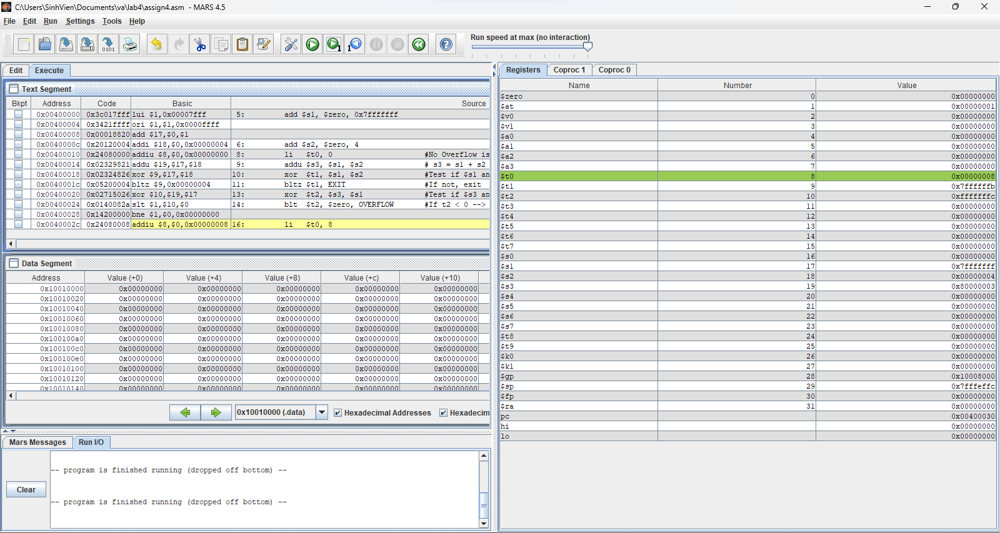 C:\Users\SinhVien\Documents\va\lab4\assign4.asm - MARS 4.5
File Edit Run Settings Tools Help
Run speed at max (no interaction)
Edit Execute
Text Segment
Bkpt Address Code Basic Source
0x00400000 0x3c017fff lui $1,0x00007fff 5: add $s1, $zero, 0x7fffffff
0x00400004 0x3421ffff ori $1,$1,0x0000ffff
0x00400008 0x00018820 add $17,$0,$1
0x0040000c 0x20120004 addi $18,$0,0x00000004 6: add $s2, $zero, 4
0x00400010 0x24080000 addiu $8,$0,0x00000000 8: li $t0, 0 #No Overflow is
0x00400014 0x02329821 addu $19,$17,$18 9: addu $s3, $s1, $s2 # s3 = s1 + s2
0x00400018 0x02324826 xor $9,$17,$18 10: xor $t1, $s1, $s2 #Test if $s1 an
0x0040001c 0x05200004 bltz $9,0x00000004 11: bltz $t1, EXIT #If not, exit
0x00400020 0x02715026 xor $10,$19,$17 13: xor $t2, $s3, $s1 #Test if $s3 an
0x00400024 0x0140082a slt $1,$10,$0 14: blt $t2, $zero, OVERFLOW #If t2 < 0 -->
0x00400028 0x14200000 bne $1,$0,0x00000000
0x0040002c 0x24080008 addiu $8,$0,0x00000008 16: li $t0, 8
Data Segment
Address Value (+0) Value (+4) Value (+8) Value (+c) Value (+10)
0x10010000 0x00000000 0x00000000 0x00000000 0x00000000 0x00000000
0x10010020 0x00000000 0x00000000 0x00000000 0x00000000 0x00000000
0x10010040 0x00000000 0x00000000 0x00000000 0x00000000 0x00000000
0x10010060 0x00000000 0x00000000 0x00000000 0x00000000 0x00000000
0x10010080 0x00000000 0x00000000 0x00000000 0x00000000 0x00000000
0x100100a0 0x00000000 0x00000000 0x00000000 0x00000000 0x00000000
0x100100c0 0x00000000 0x00000000 0x00000000 0x00000000 0x00000000
0x100100e0 0x00000000 0x00000000 0x00000000 0x00000000 0x00000000
0x10010100 0x00000000 0x00000000 0x00000000 0x00000000 0x00000000
0x10010120 0x00000000 0x00000000 0x00000000 0x00000000 0x00000000
0x10010140 0x00000000 0x00000000 0x00000000 0x00000000 0x00000000
0x10010000 (.data) Hexadecimal Addresses Hexadecim
Mars Messages Run I/O
-- program is finished running (dropped off bottom) --
Clear
-- program is finished running (dropped off bottom) --
Registers Coproc 1 Coproc 0
Name Number Value
$zero 0 0x00000000
$at 1 0x00000001
$v0 2 0x00000000
$v1 3 0x00000000
$a0 4 0x00000000
$a1 5 0x00000000
$a2 6 0x00000000
$a3 7 0x00000000
$t0 8 0x00000008
$t1 9 0x7ffffffb
$t2 10 0xfffffffc
$t3 11 0x00000000
$t4 12 0x00000000
$t5 13 0x00000000
$t6 14 0x00000000
$t7 15 0x00000000
$s0 16 0x00000000
$s1 17 0x7fffffff
$s2 18 0x00000004
$s3 19 0x80000003
$s4 20 0x00000000
$s5 21 0x00000000
$s6 22 0x00000000
$s7 23 0x00000000
$t8 24 0x00000000
$t9 25 0x00000000
$k0 26 0x00000000
$k1 27 0x00000000
$gp 28 0x10008000
$sp 29 0x7fffeffc
$fp 30 0x00000000
$ra 31 0x00000000
pc 0x00400030
hi 0x00000000
lo 0x00000000